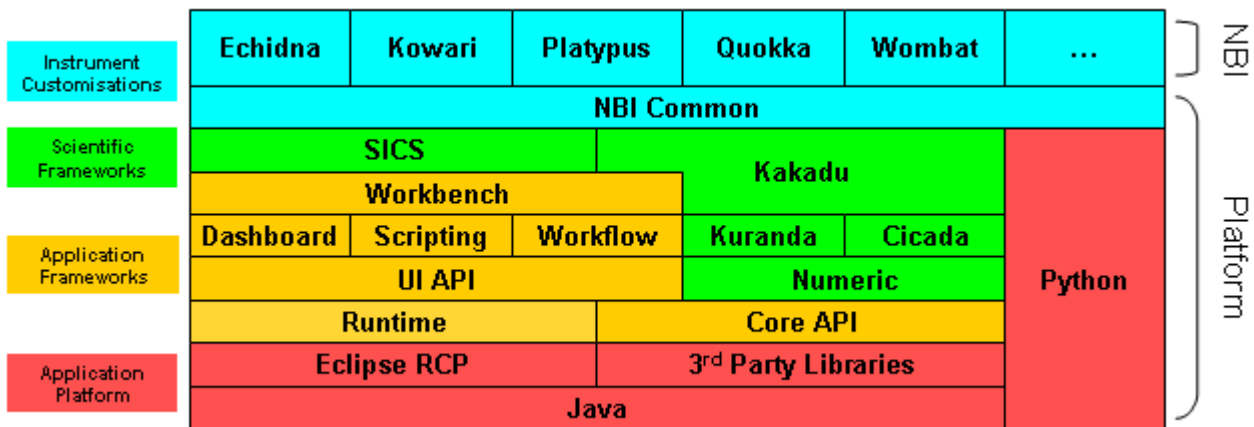 Echidna Kowari Platypus Quokka Wombat ...
NBI
Instrument
Customisations
NBI Common
Scientific
Frameworks
SICS
Kakadu
Workbench
Dashboard Scripting Workflow Kuranda Cicada
Application
Frameworks
UI API Numeric Python
Platform
Runtime Core API
Eclipse RCP 3rd Party Libraries
Application
Platform
Java